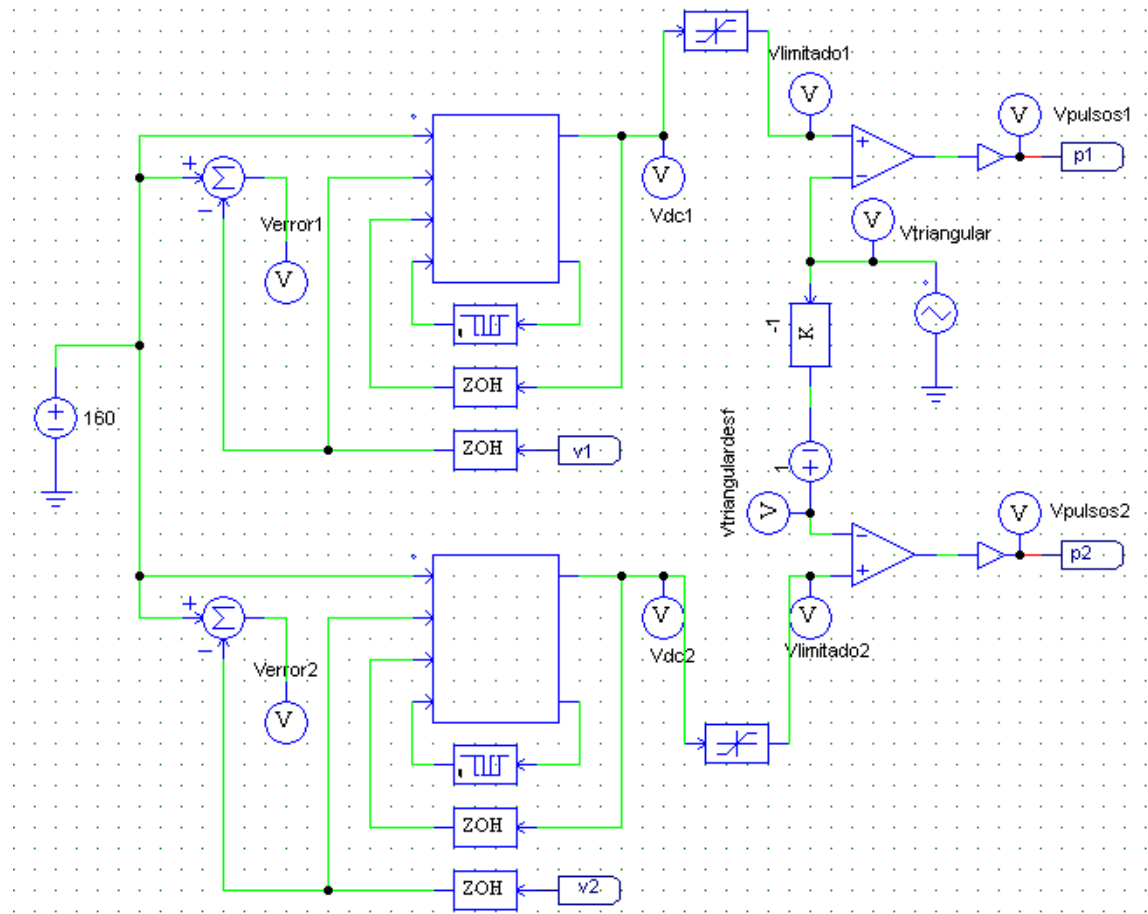 Vlimitado1
V
Vpulsos1
V
p1
+
−
V
Vdc1
V
Vtriangular
+
Σ
−
Verror1
V
-1
K
ZOH
ZOH
v1
160
+
−
1
−
+
Vtriangulardesf
V
V
Vpulsos2
p2
−
+
+
Σ
−
Verror2
V
V
Vdc2
V
Vlimitado2
ZOH
ZOH
v2